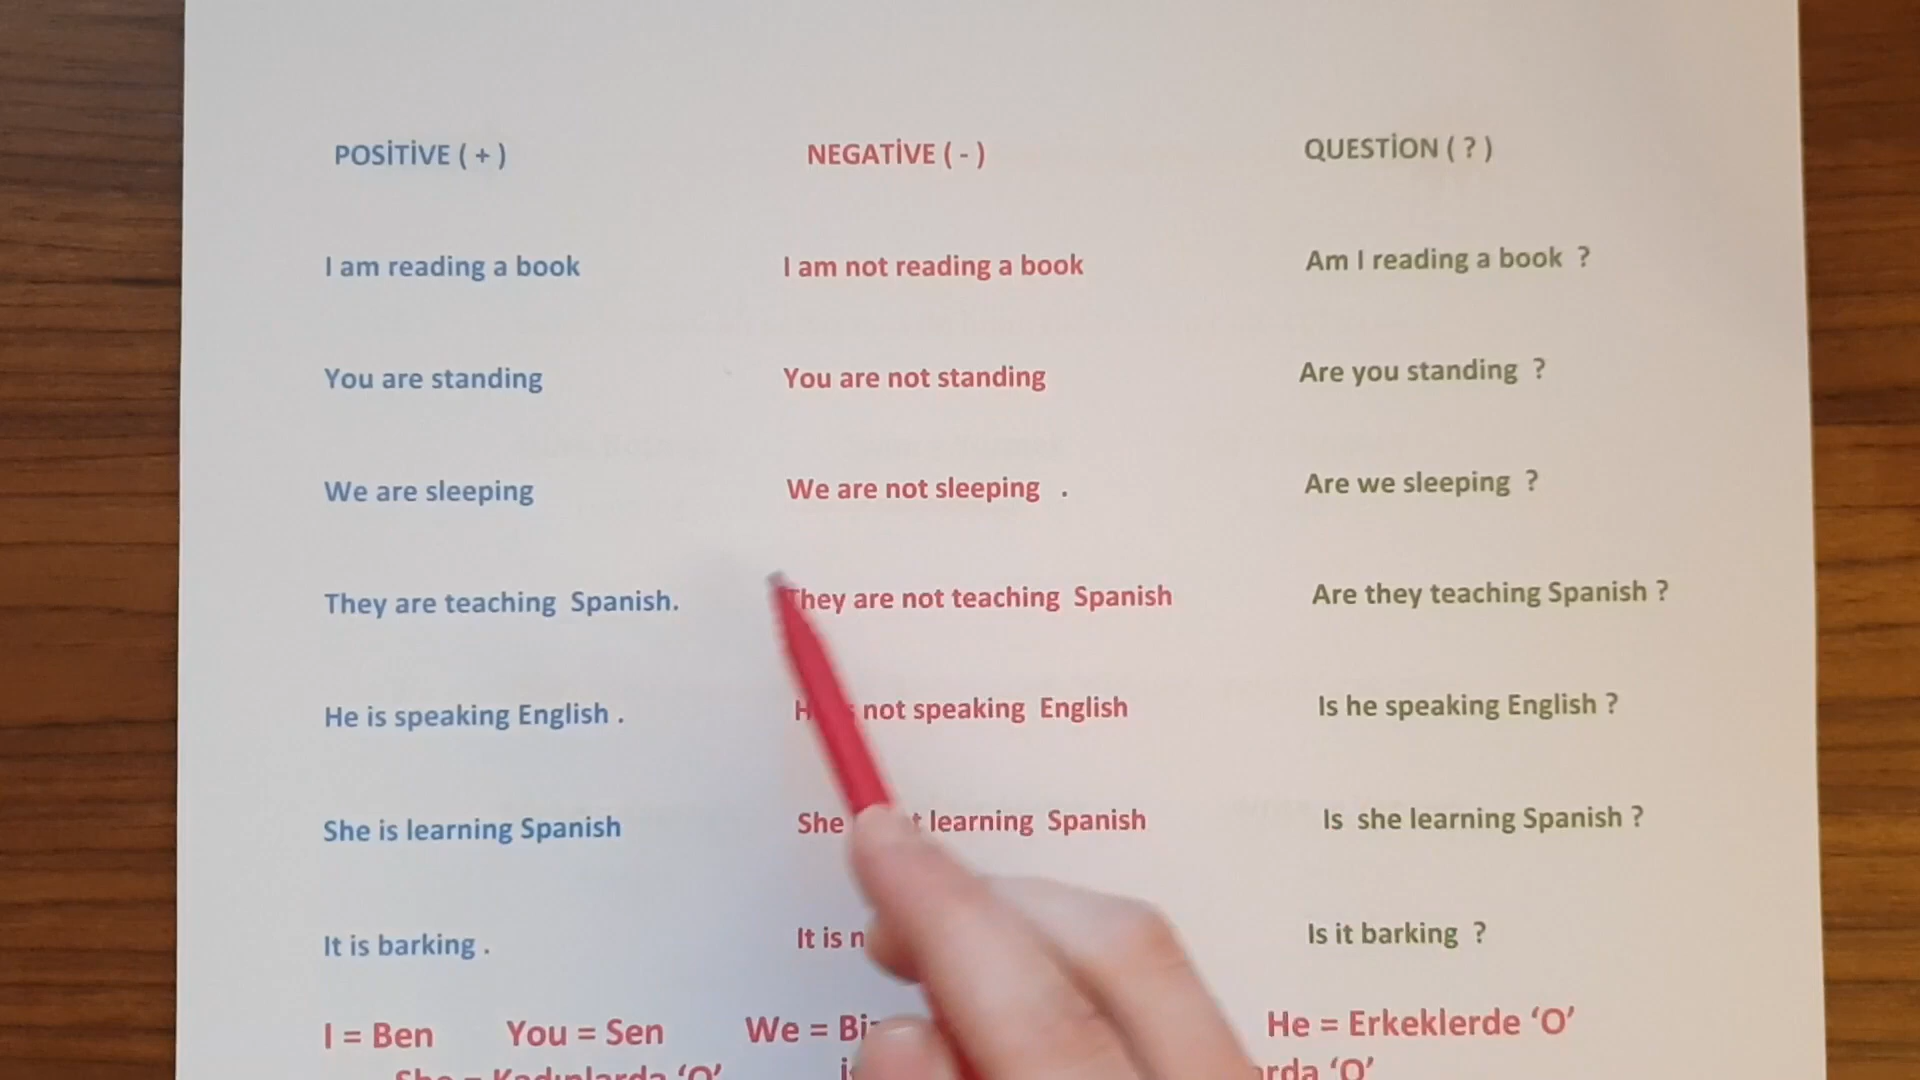 POSİTİVE ( + ) NEGATİVE ( - ) QUESTİON ( ? )
I am reading a book I am not reading a book Am I reading a book ?
You are standing You are not standing Are you standing ?
We are sleeping We are not sleeping . Are we sleeping ?
They are teaching Spanish. They are not teaching Spanish Are they teaching Spanish ?
He is speaking English . not speaking English Is he speaking English ?
She is learning Spanish She learning Spanish Is she learning Spanish ?
It is barking . It is Is it barking ?
I = Ben You = Sen We = He = Erkeklerde ‘O’
She = Kadınlarda ‘O’ ‘O’